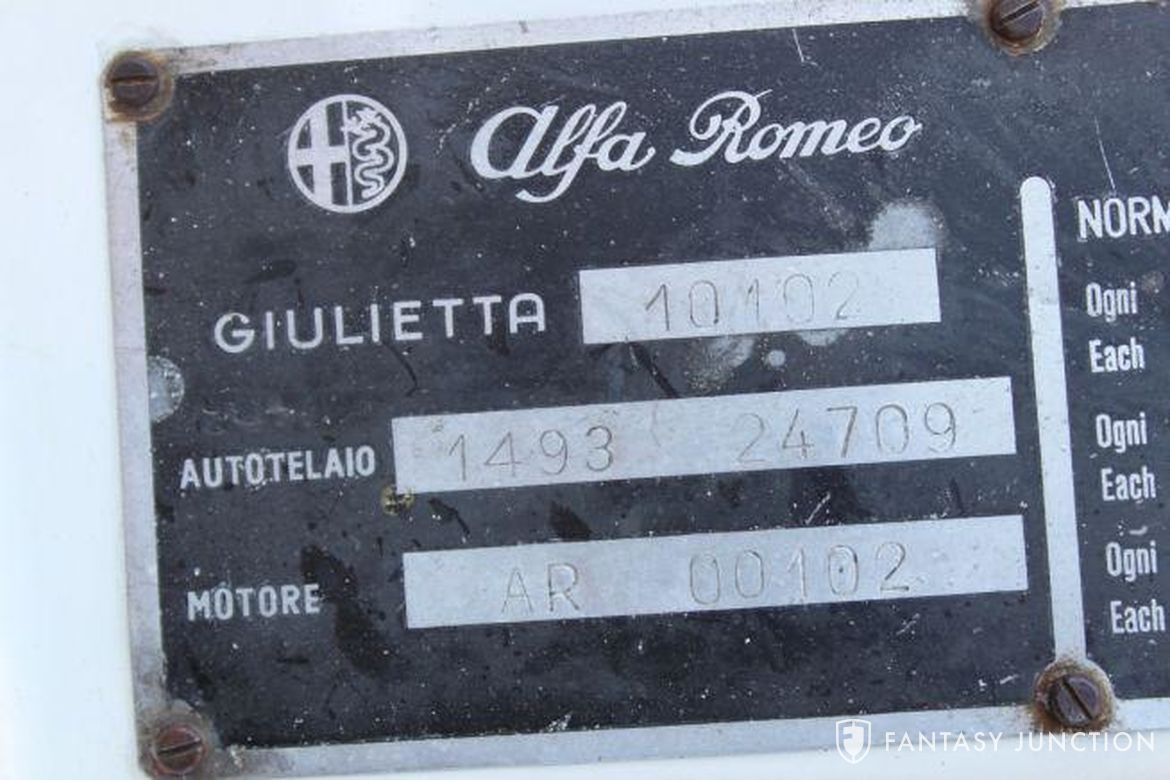 Alfa Romeo
GIULIETTA 10102
AUTOTELAIO 1493 24709
MOTORE AR 00102
NORM
Ogni
Each
Ogni
Each
Ogni
Each
FANTASY JUNCTION